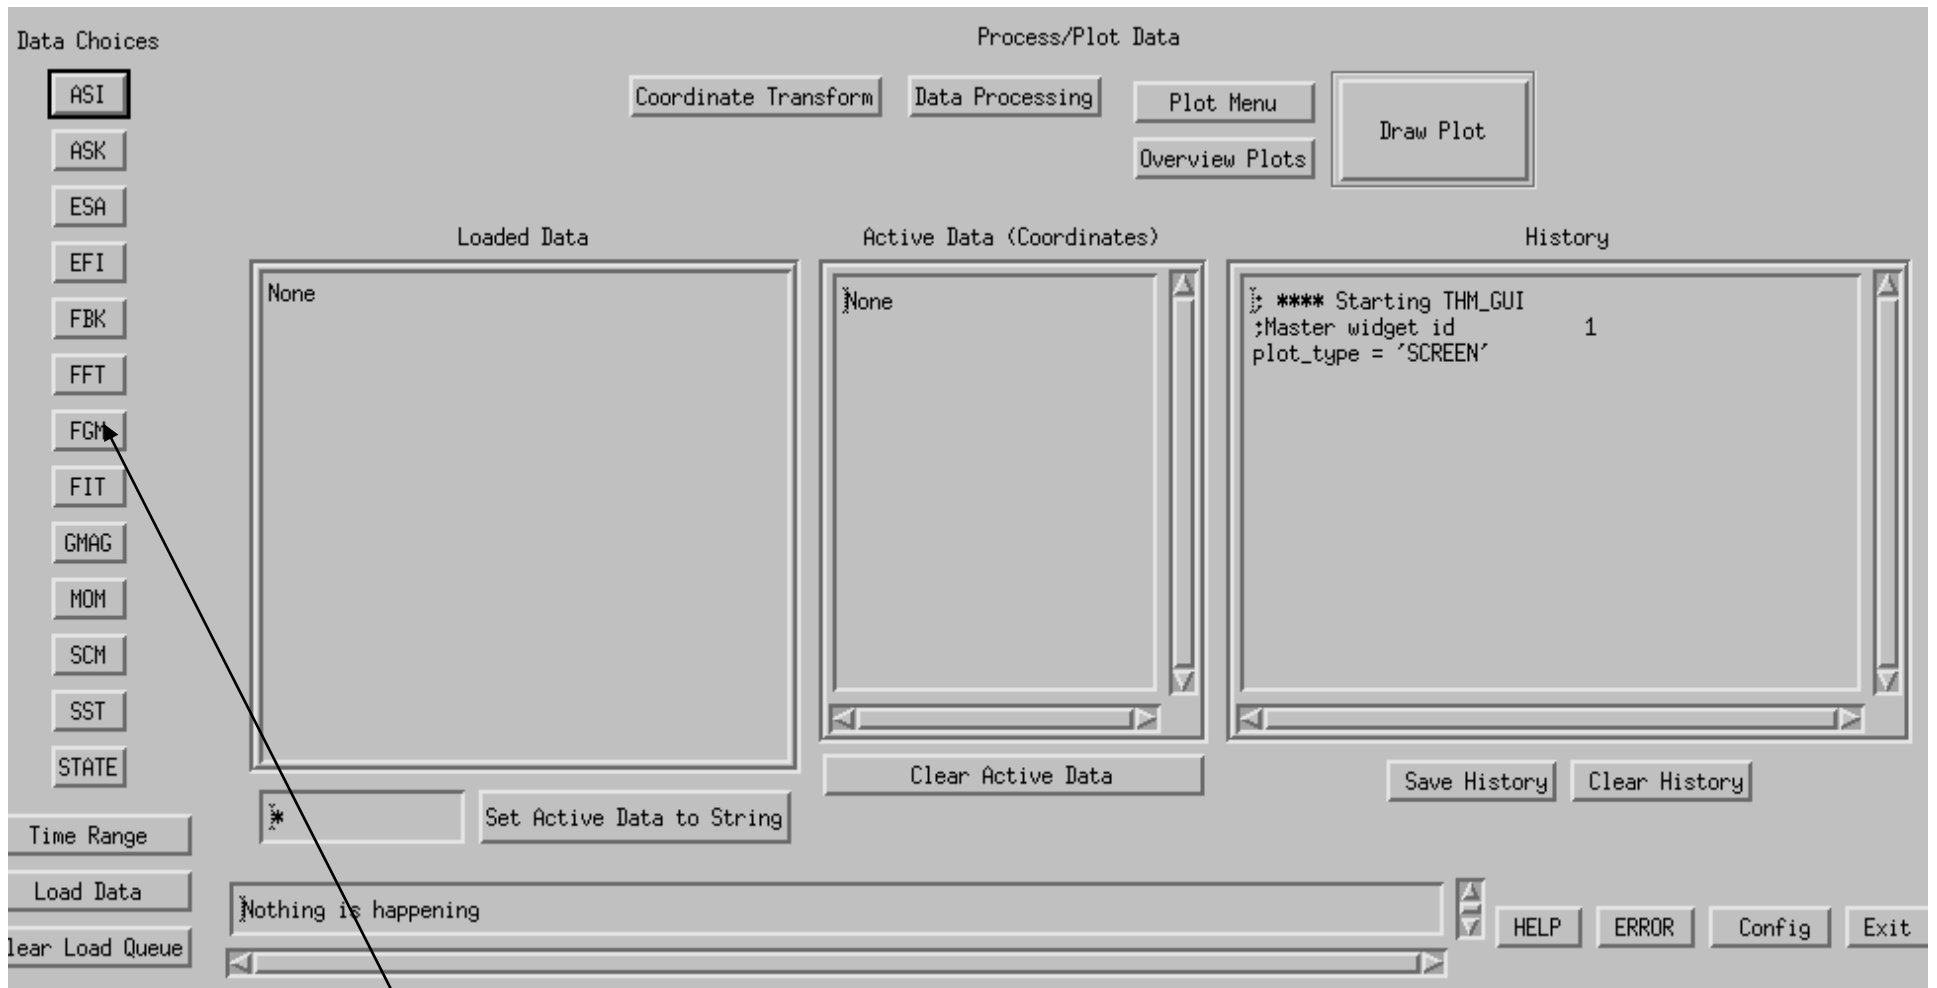 Data Choices
ASI
ASK
ESA
EFI
FBK
FFT
FGM
FIT
GMAG
MOM
SCM
SST
STATE
Time Range
Load Data
lear Load Queue
Process/Plot Data
Coordinate Transform
Data Processing
Plot Menu
Overview Plots
Draw Plot
Loaded Data
None
*
Set Active Data to String
Active Data (Coordinates)
None
Clear Active Data
History
; **** Starting THM_GUI
;Master widget id 1
plot_type = 'SCREEN'
Save History
Clear History
Nothing is happening
HELP
ERROR
Config
Exit